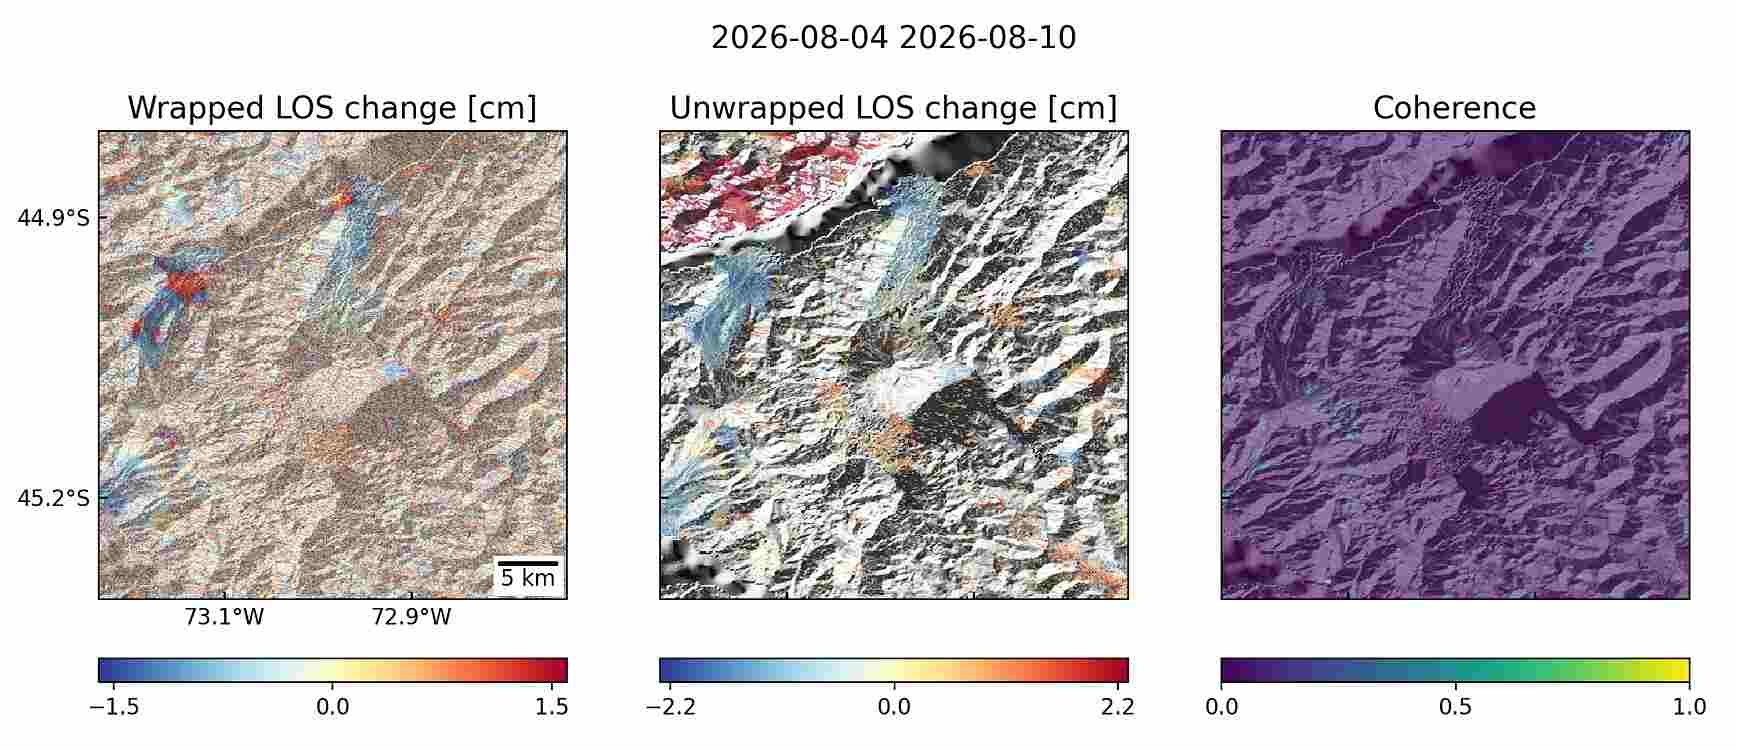 2026-08-04 2026-08-10
Wrapped LOS change [cm]
Unwrapped LOS change [cm]
Coherence
44.9°S
45.2°S
5 km
73.1°W
72.9°W
−1.5
0.0
1.5
−2.2
0.0
2.2
0.0
0.5
1.0